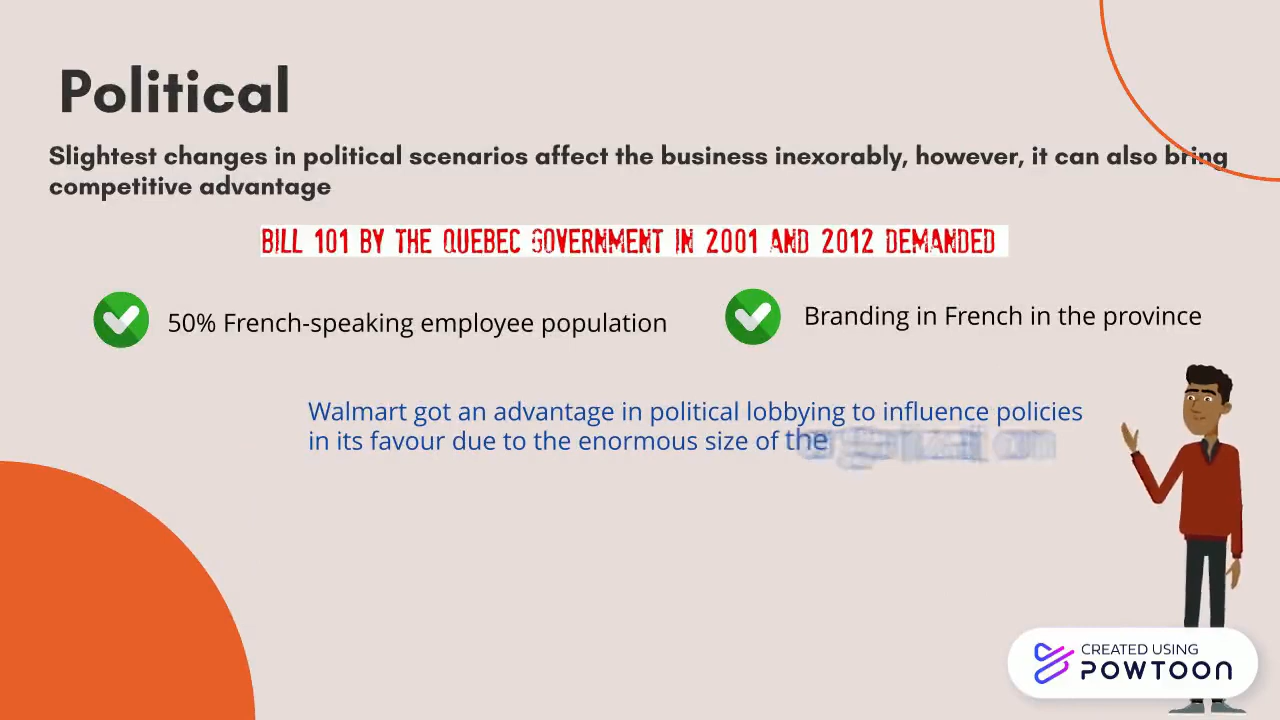 Political
Slightest changes in political scenarios affect the business inexorably, however, it can also bring
competitive advantage
BILL 101 BY THE QUEBEC GOVERNMENT IN 2001 AND 2012 DEMANDED
50% French-speaking employee population
Branding in French in the province
Walmart got an advantage in political lobbying to influence policies
in its favour due to the enormous size of the
CREATED USING
POWTOON